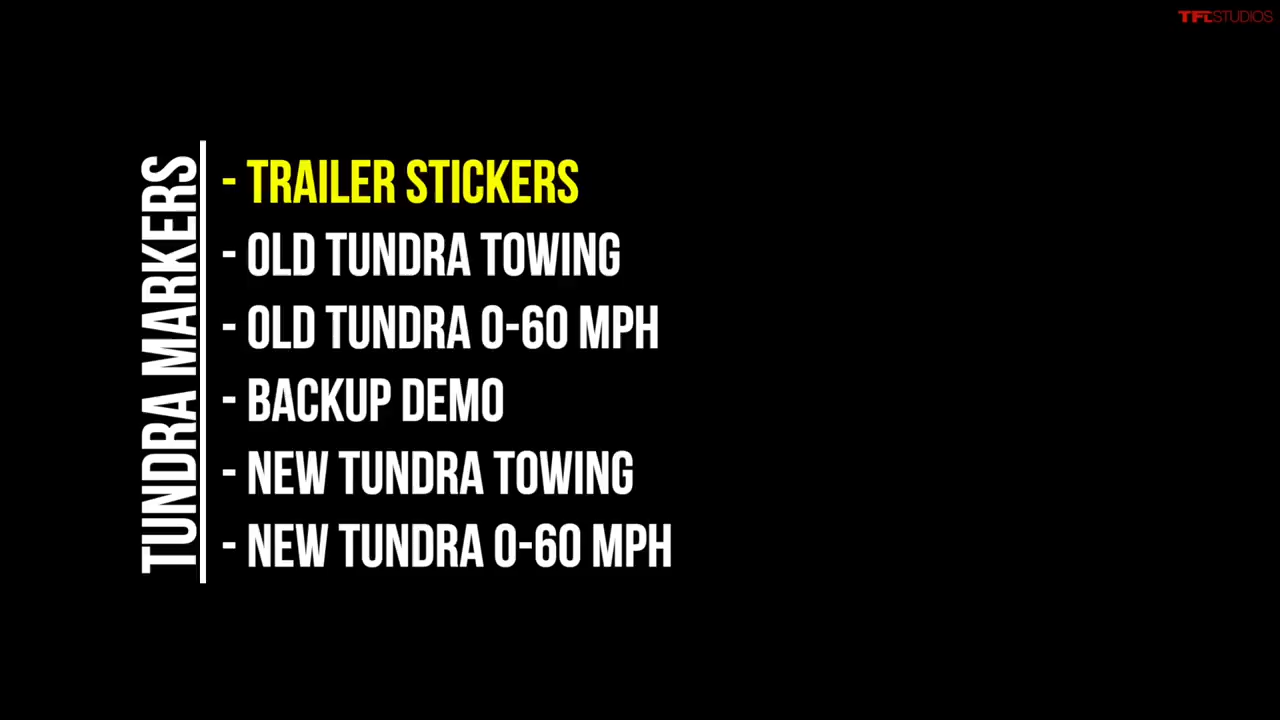 TFLSTUDIOS
TUNDRA MARKERS
- TRAILER STICKERS
- OLD TUNDRA TOWING
- OLD TUNDRA 0-60 MPH
- BACKUP DEMO
- NEW TUNDRA TOWING
- NEW TUNDRA 0-60 MPH